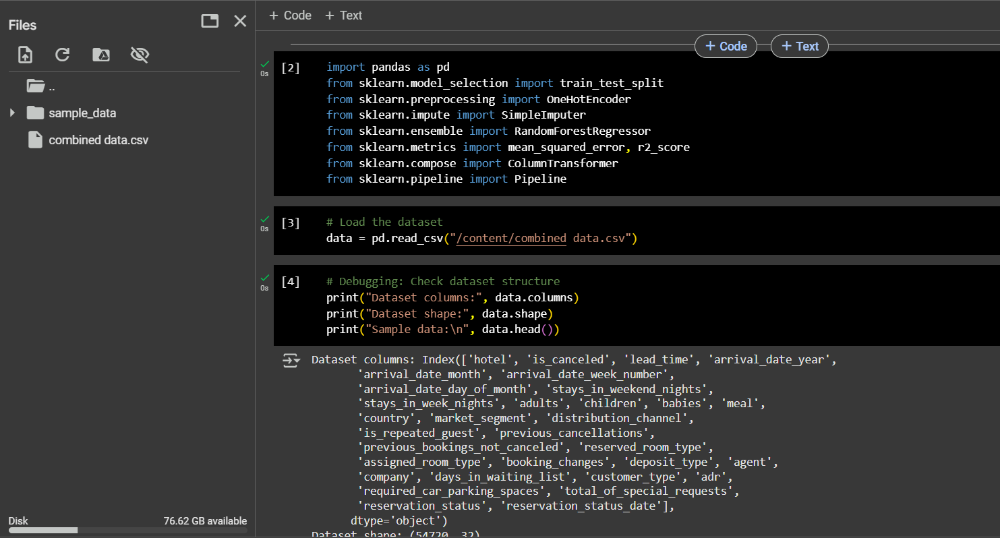 Files
..
sample_data
combined data.csv
Disk
76.62 GB available
+ Code + Text
+ Code
+ Text
0s
[2]
import pandas as pd
from sklearn.model_selection import train_test_split
from sklearn.preprocessing import OneHotEncoder
from sklearn.impute import SimpleImputer
from sklearn.ensemble import RandomForestRegressor
from sklearn.metrics import mean_squared_error, r2_score
from sklearn.compose import ColumnTransformer
from sklearn.pipeline import Pipeline
0s
[3]
# Load the dataset
data = pd.read_csv("/content/combined data.csv")
0s
[4]
# Debugging: Check dataset structure
print("Dataset columns:", data.columns)
print("Dataset shape:", data.shape)
print("Sample data:\n", data.head())
Dataset columns: Index(['hotel', 'is_canceled', 'lead_time', 'arrival_date_year',
'arrival_date_month', 'arrival_date_week_number',
'arrival_date_day_of_month', 'stays_in_weekend_nights',
'stays_in_week_nights', 'adults', 'children', 'babies', 'meal',
'country', 'market_segment', 'distribution_channel',
'is_repeated_guest', 'previous_cancellations',
'previous_bookings_not_canceled', 'reserved_room_type',
'assigned_room_type', 'booking_changes', 'deposit_type', 'agent',
'company', 'days_in_waiting_list', 'customer_type', 'adr',
'required_car_parking_spaces', 'total_of_special_requests',
'reservation_status', 'reservation_status_date'],
dtype='object')
Dataset shape: (54720, 32)